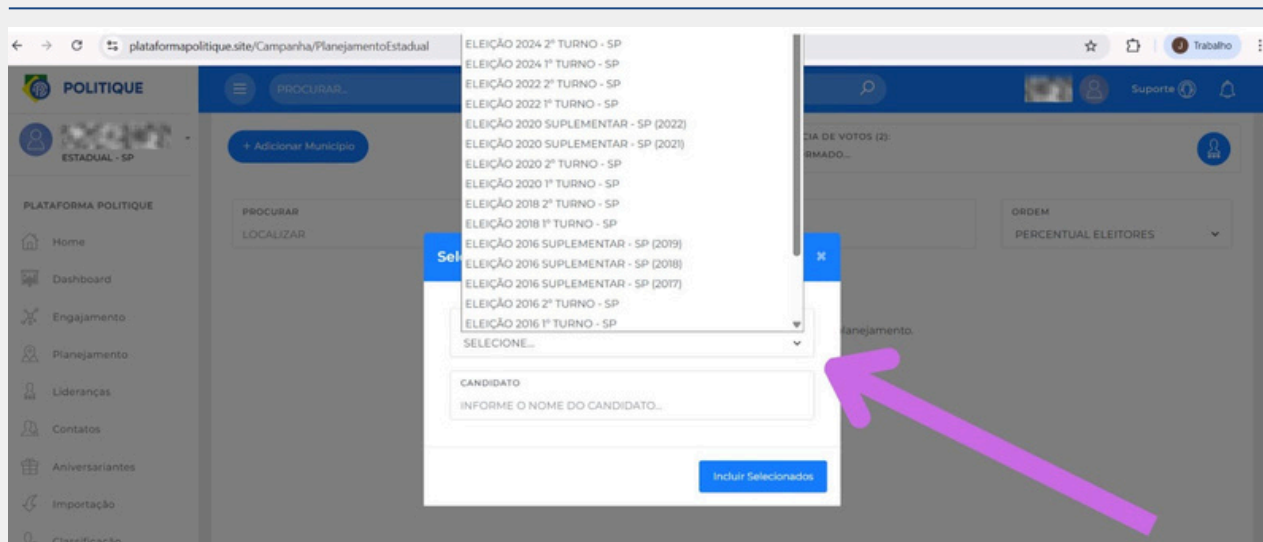 plataformapolitique.site/Campanha/PlanejamentoEstadual
Trabalho
POLITIQUE
PROCURAR...
Suporte
ESTADUAL - SP
+ Adicionar Município
CIA DE VOTOS (2):
RMADO...
PLATAFORMA POLITIQUE
PROCURAR
LOCALIZAR
ORDEM
PERCENTUAL ELEITORES
Home
Dashboard
Engajamento
Planejamento
Lideranças
Contatos
Aniversariantes
Importação
Classificação
ELEIÇÃO 2024 2º TURNO - SP
ELEIÇÃO 2024 1º TURNO - SP
ELEIÇÃO 2022 2º TURNO - SP
ELEIÇÃO 2022 1º TURNO - SP
ELEIÇÃO 2020 SUPLEMENTAR - SP (2022)
ELEIÇÃO 2020 SUPLEMENTAR - SP (2021)
ELEIÇÃO 2020 2º TURNO - SP
ELEIÇÃO 2020 1º TURNO - SP
ELEIÇÃO 2018 2º TURNO - SP
ELEIÇÃO 2018 1º TURNO - SP
ELEIÇÃO 2016 SUPLEMENTAR - SP (2019)
ELEIÇÃO 2016 SUPLEMENTAR - SP (2018)
ELEIÇÃO 2016 SUPLEMENTAR - SP (2017)
ELEIÇÃO 2016 2º TURNO - SP
ELEIÇÃO 2016 1º TURNO - SP
Sele
planejamento.
SELECIONE...
CANDIDATO
INFORME O NOME DO CANDIDATO...
Incluir Selecionados